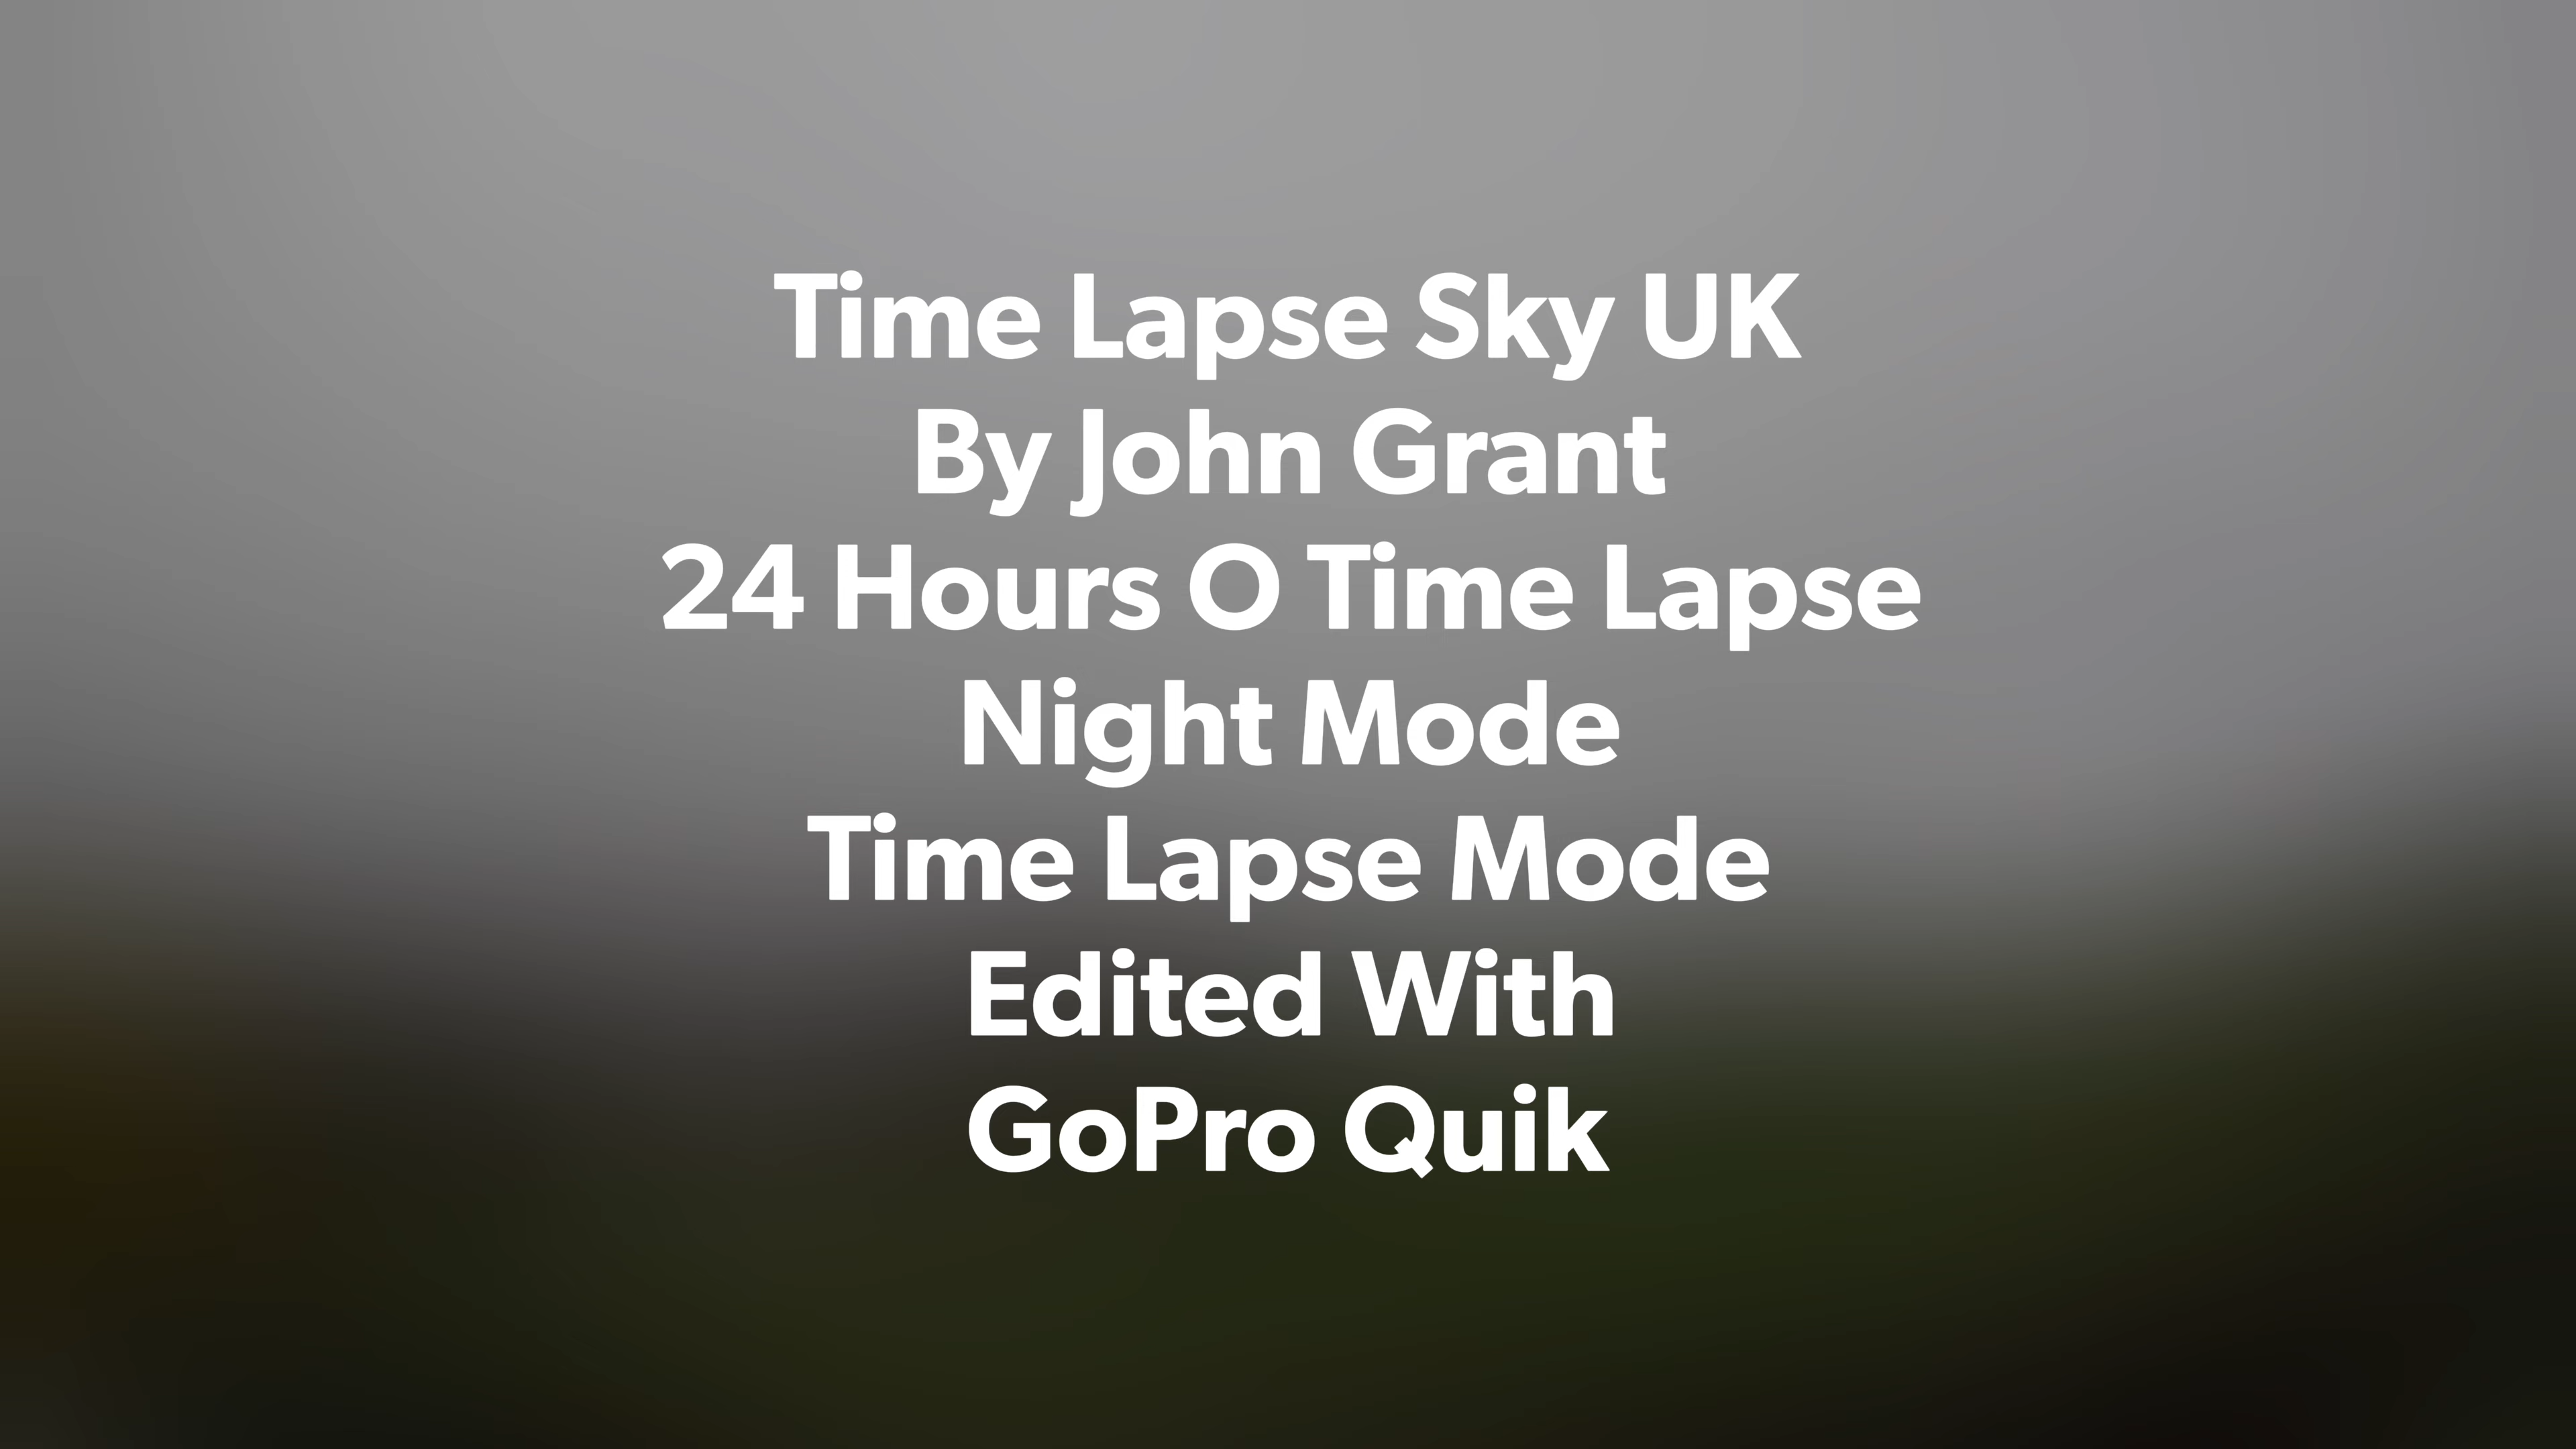 Time Lapse Sky UK
By John Grant
24 Hours O Time Lapse
Night Mode
Time Lapse Mode
Edited With
GoPro Quik